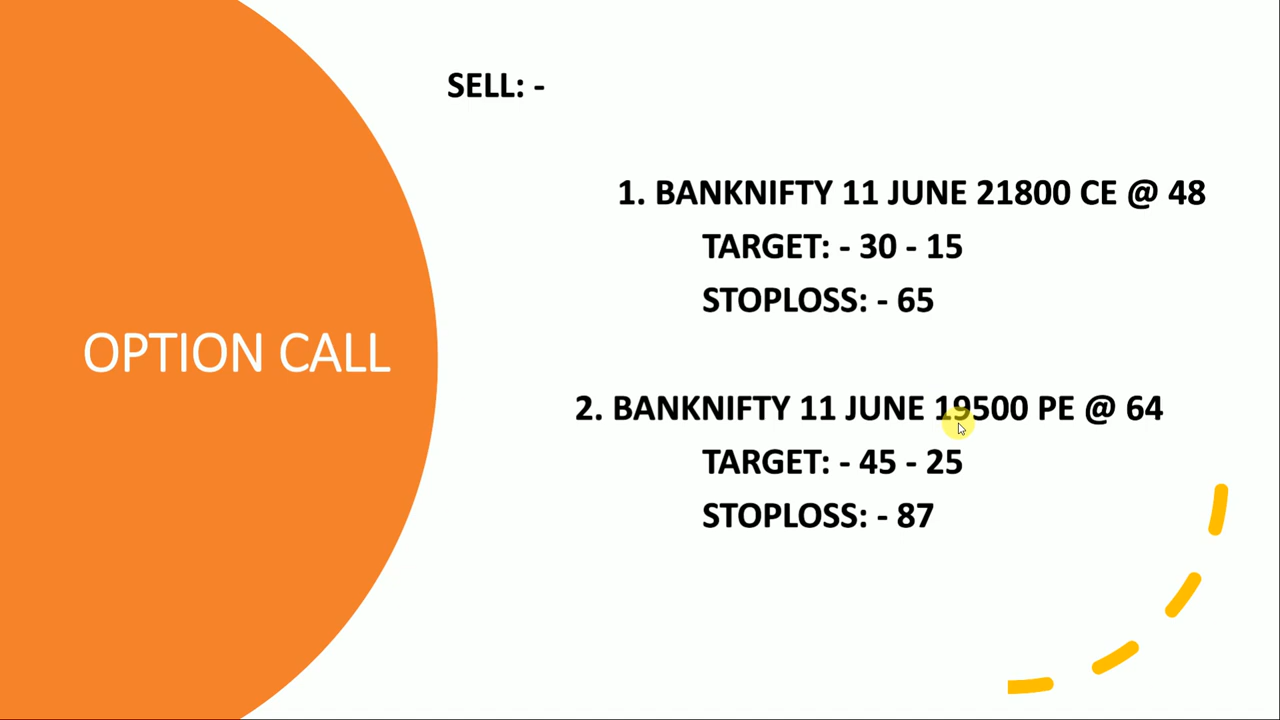 OPTION CALL
SELL: -
1. BANKNIFTY 11 JUNE 21800 CE @ 48
TARGET: - 30 - 15
STOPLOSS: - 65
2. BANKNIFTY 11 JUNE 19500 PE @ 64
TARGET: - 45 - 25
STOPLOSS: - 87